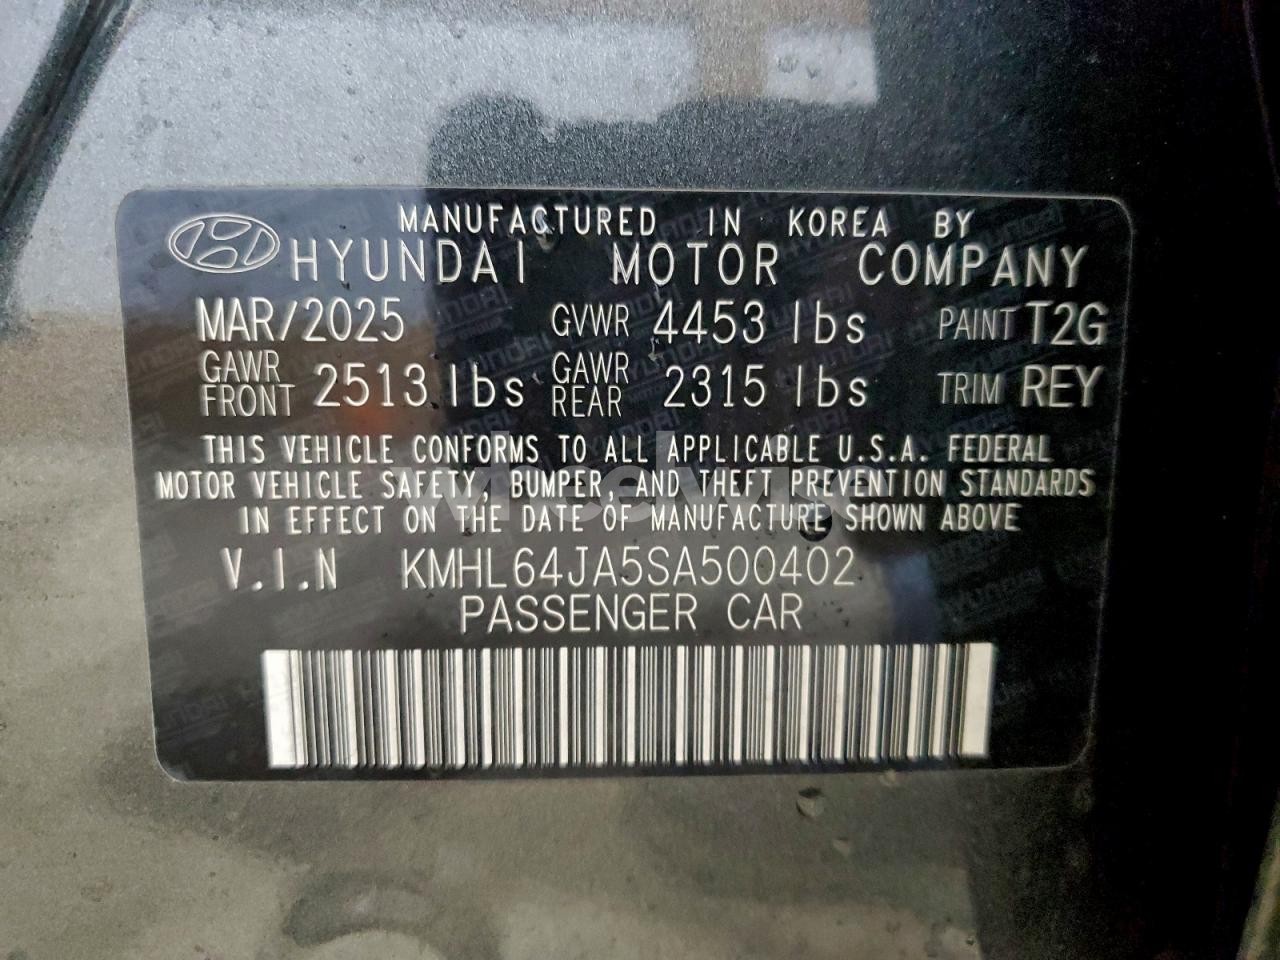 MANUFACTURED IN KOREA BY
HYUNDAI MOTOR COMPANY
MAR/2025 GVWR 4453 lbs PAINT T2G
GAWR FRONT 2513 lbs GAWR REAR 2315 lbs TRIM REY
THIS VEHICLE CONFORMS TO ALL APPLICABLE U.S.A. FEDERAL
MOTOR VEHICLE SAFETY, BUMPER, AND THEFT PREVENTION STANDARDS
IN EFFECT ON THE DATE OF MANUFACTURE SHOWN ABOVE
V.I.N KMHL64JA5SA500402
PASSENGER CAR